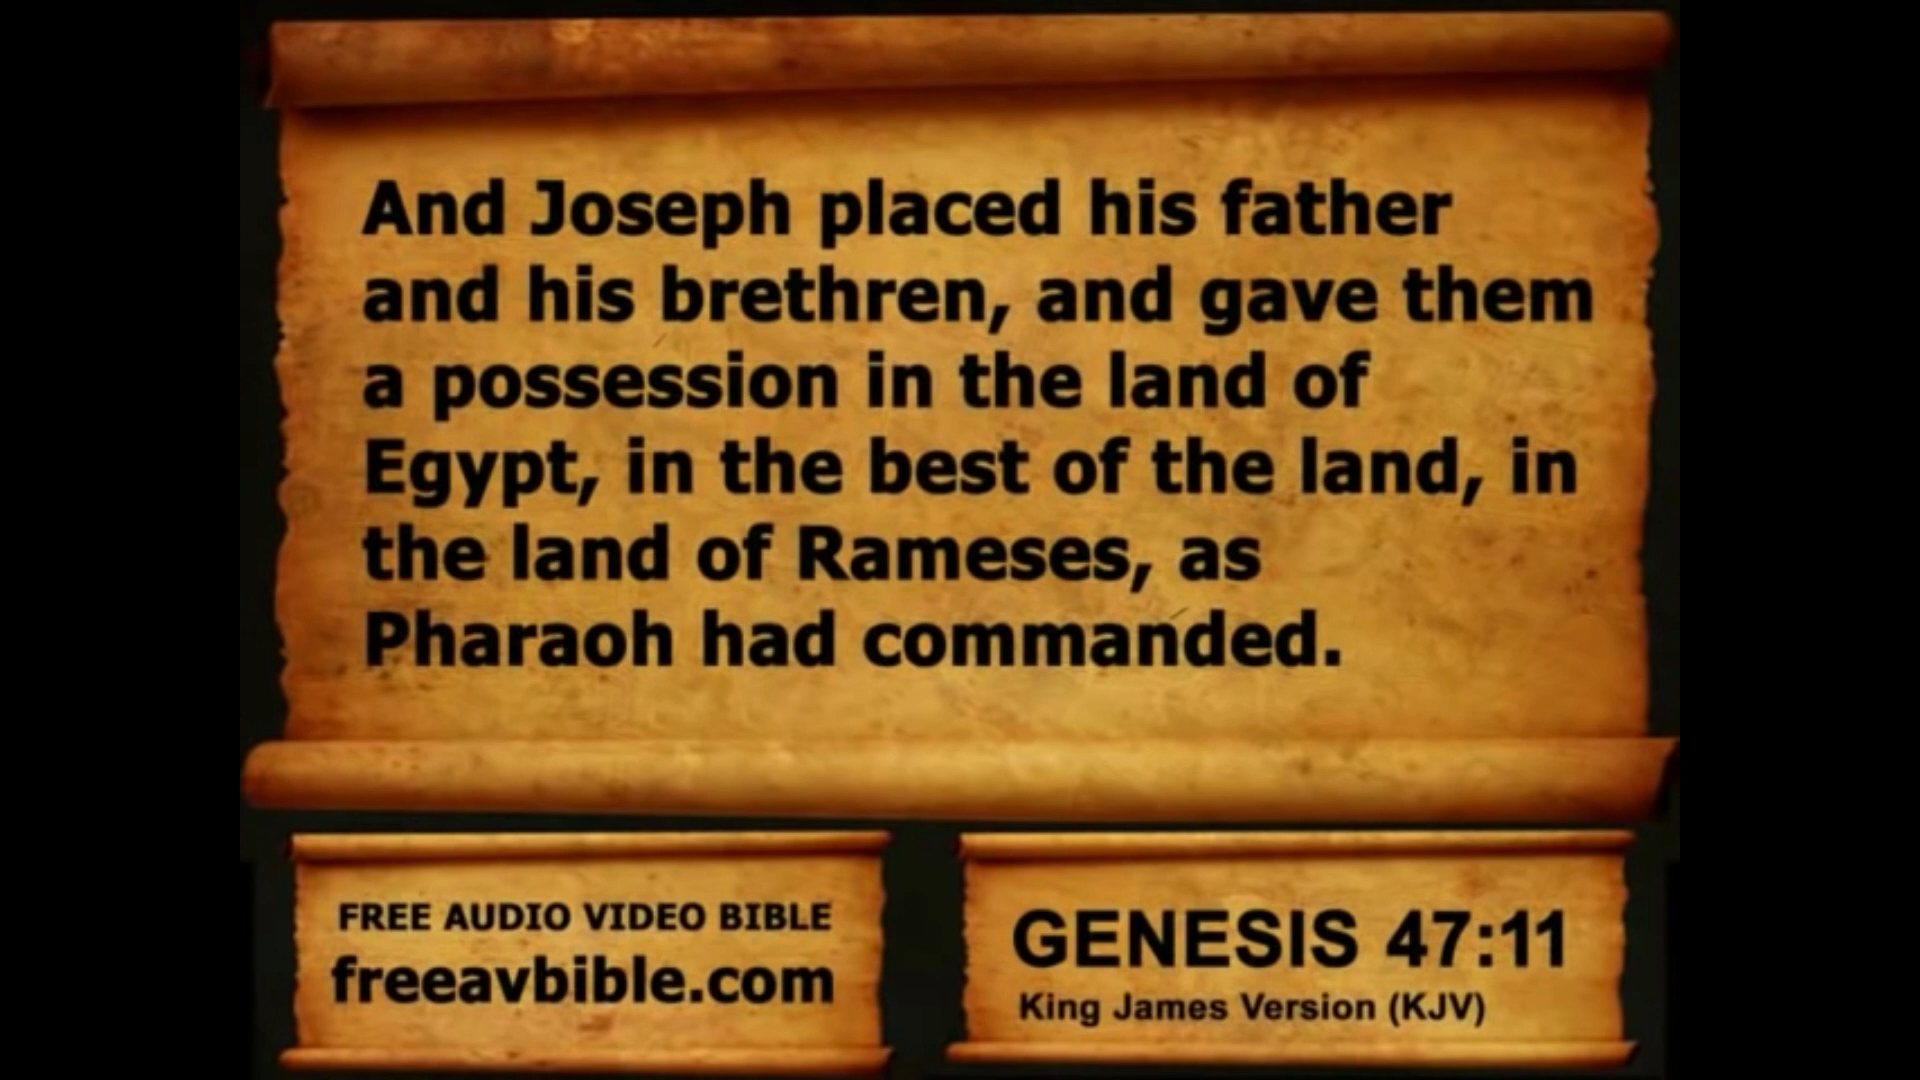 And Joseph placed his father
and his brethren, and gave them
a possession in the land of
Egypt, in the best of the land, in
the land of Rameses, as
Pharaoh had commanded.
FREE AUDIO VIDEO BIBLE
freeavbible.com
GENESIS 47:11
King James Version (KJV)